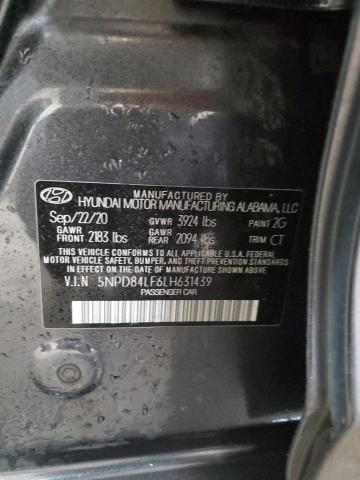 MANUFACTURED BY
HYUNDAI MOTOR MANUFACTURING ALABAMA, LLC
Sep/22/20 GVWR 3924 lbs PAINT 2G
GAWR FRONT 2183 lbs GAWR REAR 2094 lbs TRIM CT
THIS VEHICLE CONFORMS TO ALL APPLICABLE U.S.A. FEDERAL
MOTOR VEHICLE SAFETY, BUMPER, AND THEFT PREVENTION
STANDARDS IN EFFECT ON THE DATE OF MANUFACTURE SHOWN ABOVE.
V.I.N 5NPD84LF6LH631439
PASSENGER CAR